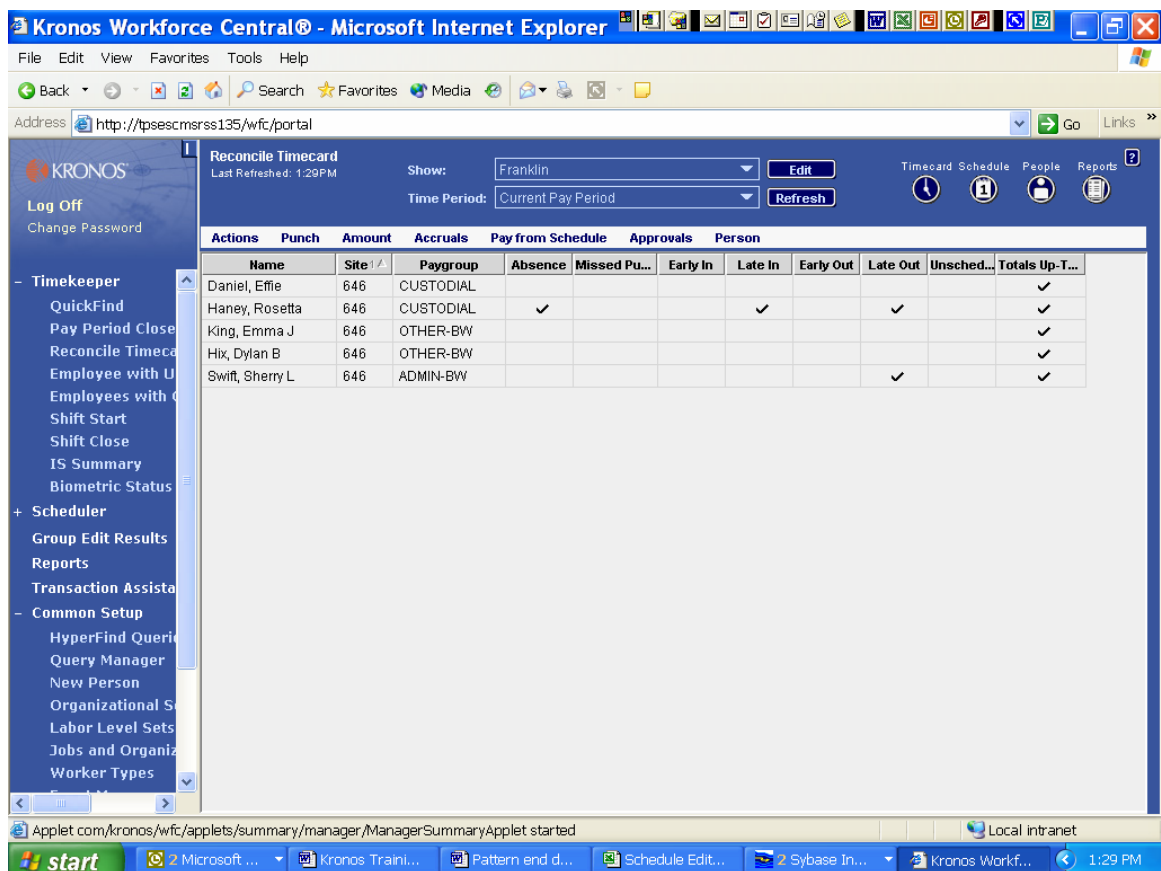 Kronos Workforce Central® - Microsoft Internet Explorer
File Edit View Favorites Tools Help
Back Search Favorites Media
Address http://tpsescmsrss135/wfc/portal Go Links »
KRONOS
Log Off
Change Password
Reconcile Timecard
Last Refreshed: 1:29PM
Show: Franklin Edit
Time Period: Current Pay Period Refresh
Timecard Schedule People Reports ?
Actions Punch Amount Accruals Pay from Schedule Approvals Person
Name Site 1 Paygroup Absence Missed Pu... Early In Late In Early Out Late Out Unsched... Totals Up-T...
Daniel, Effie 646 CUSTODIAL ✓
Haney, Rosetta 646 CUSTODIAL ✓ ✓ ✓ ✓
King, Emma J 646 OTHER-BW ✓
Hix, Dylan B 646 OTHER-BW ✓
Swift, Sherry L 646 ADMIN-BW ✓ ✓
− Timekeeper
QuickFind
Pay Period Close
Reconcile Timeca
Employee with U
Employees with
Shift Start
Shift Close
IS Summary
Biometric Status
+ Scheduler
Group Edit Results
Reports
Transaction Assista
− Common Setup
HyperFind Queri
Query Manager
New Person
Organizational S
Labor Level Sets
Jobs and Organiz
Worker Types
Applet com/kronos/wfc/applets/summary/manager/ManagerSummaryApplet started Local intranet
start 2 Microsoft ... Kronos Traini... Pattern end d... Schedule Edit... 2 Sybase In... Kronos Workf... 1:29 PM